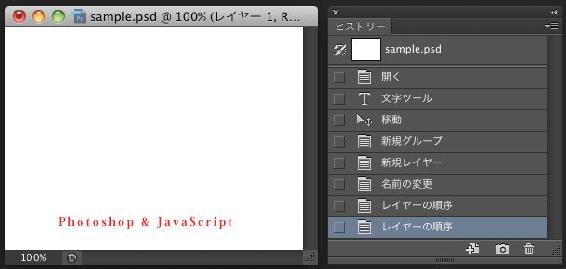 sample.psd @ 100% (レイヤー 1, R...
Photoshop & JavaScript
100%
ヒストリー
sample.psd
開く
文字ツール
移動
新規グループ
新規レイヤー
名前の変更
レイヤーの順序
レイヤーの順序